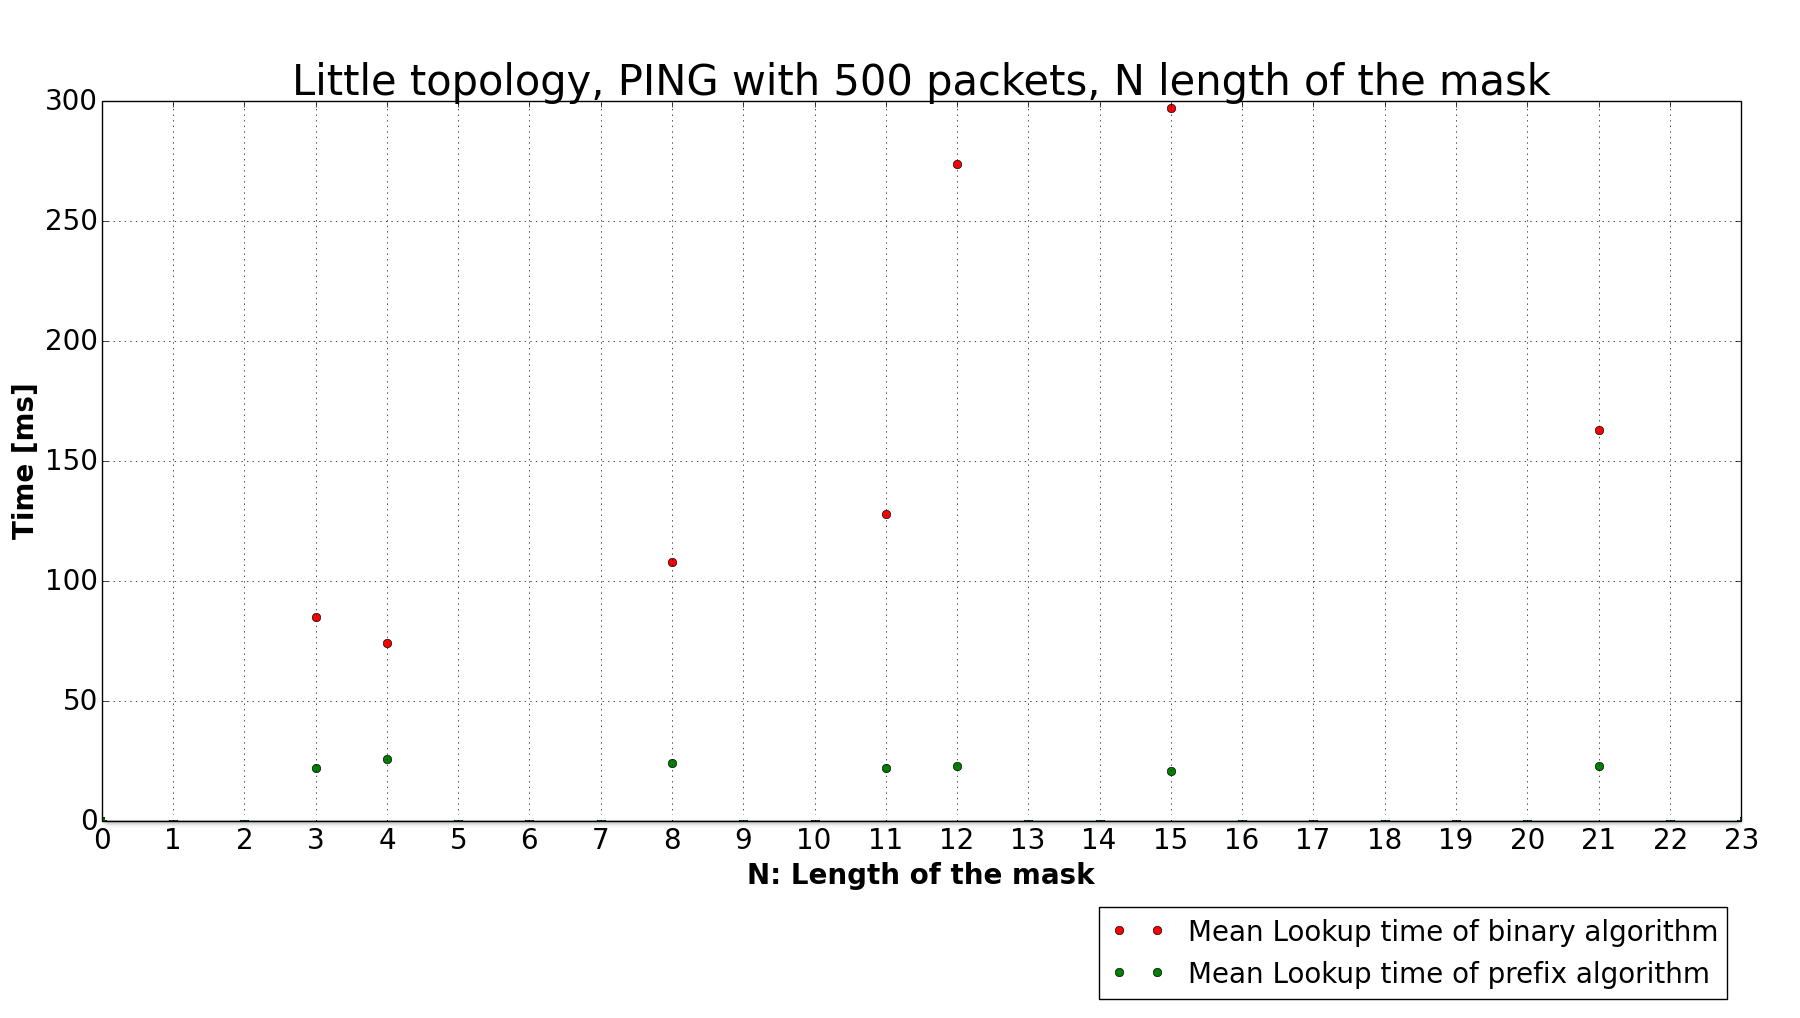 Little topology, PING with 500 packets, N length of the mask
300
250
200
150
100
50
0
Time [ms]
0 1 2 3 4 5 6 7 8 9 10 11 12 13 14 15 16 17 18 19 20 21 22 23
N: Length of the mask
Mean Lookup time of binary algorithm
Mean Lookup time of prefix algorithm